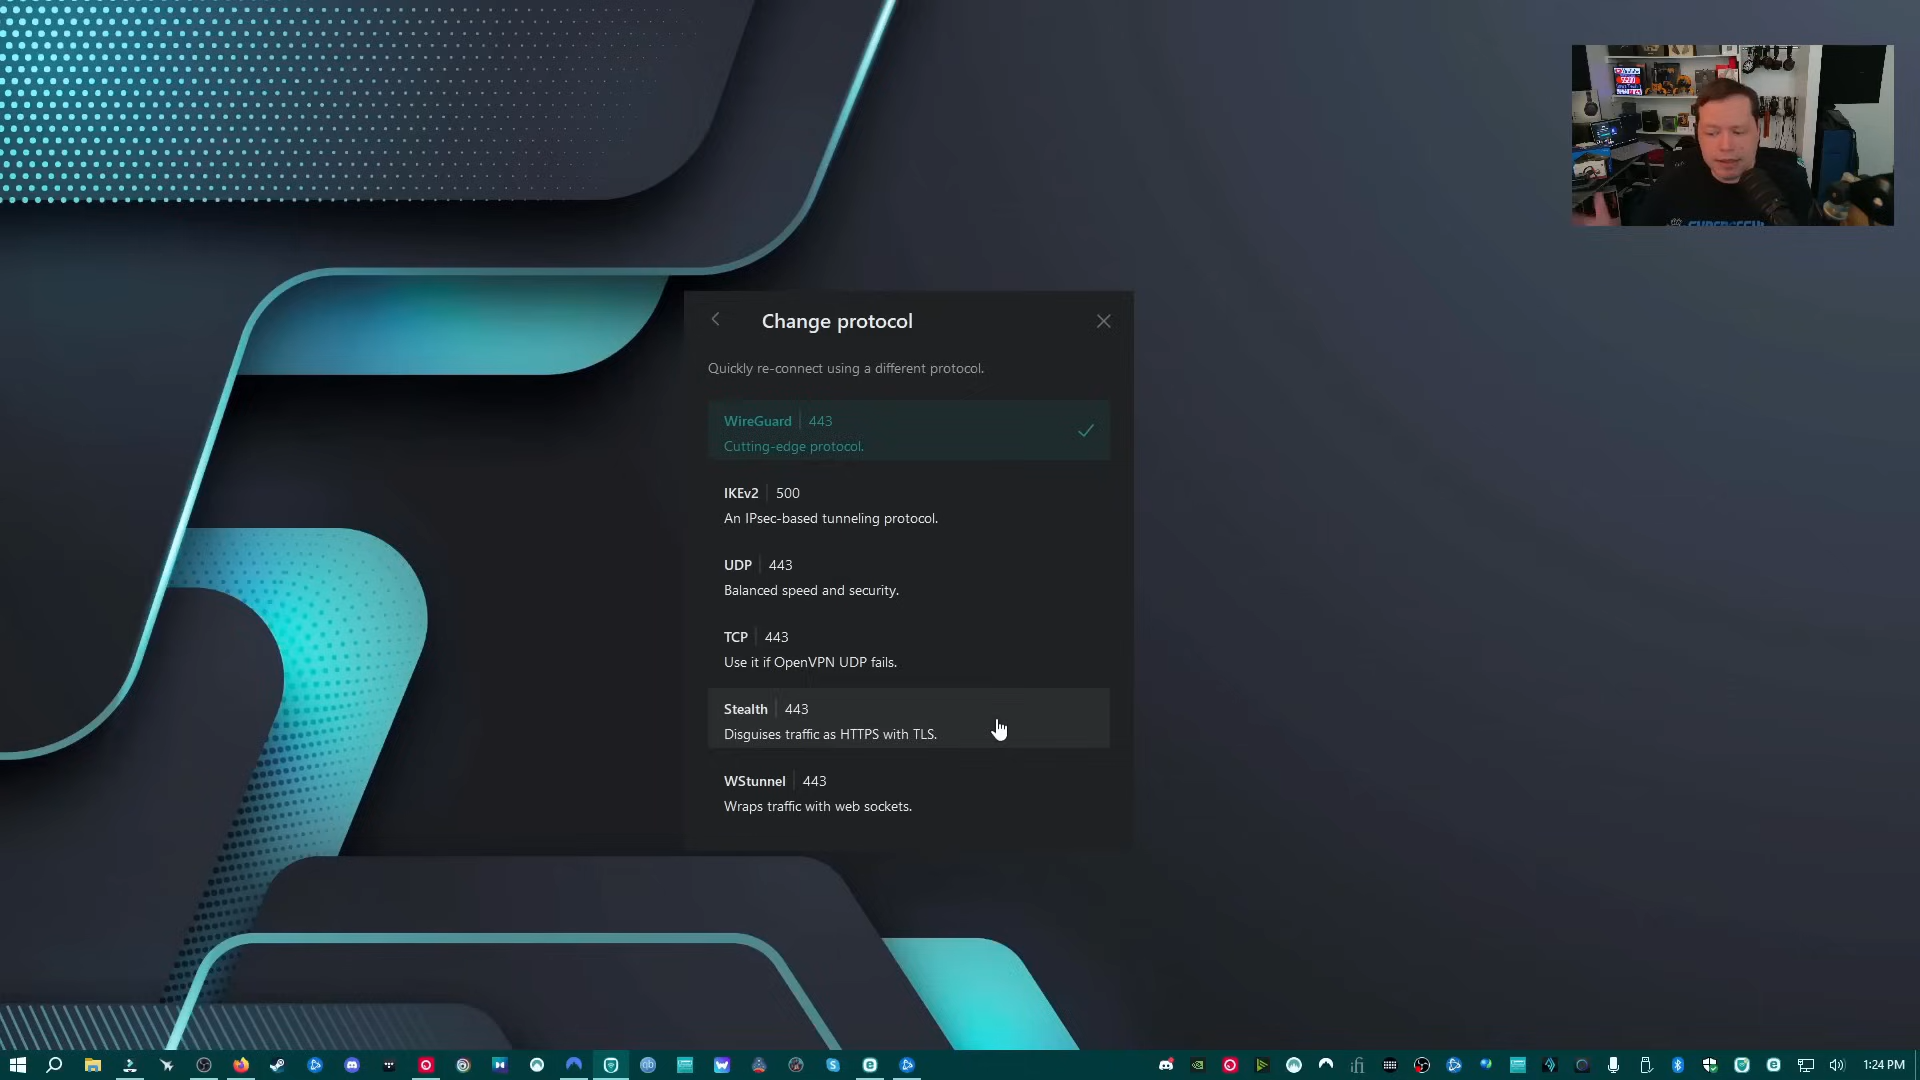 Change protocol
Quickly re-connect using a different protocol.
WireGuard | 443
Cutting-edge protocol.
IKEv2 | 500
An IPsec-based tunneling protocol.
UDP | 443
Balanced speed and security.
TCP | 443
Use it if OpenVPN UDP fails.
Stealth | 443
Disguises traffic as HTTPS with TLS.
WStunnel | 443
Wraps traffic with web sockets.
1:24 PM